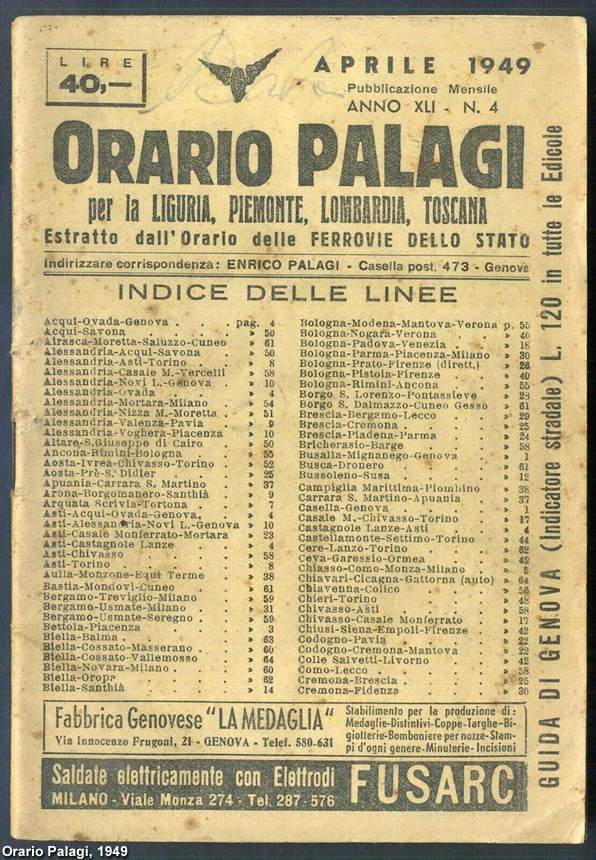 LIRE
40,—
APRILE 1949
Pubblicazione Mensile
ANNO XLI - N. 4
ORARIO PALAGI
per la LIGURIA, PIEMONTE, LOMBARDIA, TOSCANA
Estratto dall'Orario delle FERROVIE DELLO STATO
Indirizzare corrispondenza: ENRICO PALAGI - Casella post. 473 - Genova
INDICE DELLE LINEE
Acqui-Ovada-Genova . . . pag. 4
Acqui-Savona . . . . » 50
Airasca-Moretta-Saluzzo-Cuneo » 61
Alessandria-Acqui-Savona . » 50
Alessandria-Asti-Torino . . » 8
Alessandria-Casale M.-Vercelli » 58
Alessandria-Novi L.-Genova » 10
Alessandria-Ovada . . . » 4
Alessandria-Mortara-Milano » 54
Alessandria-Nizza M.-Moretta . » 51
Alessandria-Valenza-Pavia . » 9
Alessandria-Voghera-Piacenza » 10
Altare-S.Giuseppe di Cairo . » 50
Ancona-Rimini-Bologna . . » 55
Aosta-Ivrea-Chivasso-Torino . » 52
Aosta-Prè-S. Didier . . . » 25
Apuania-Carrara S. Martino . » 37
Arona-Borgomanero-Santhià » 9
Arquata Scrivia-Tortona . . » 7
Asti-Acqui-Ovada-Genova. . » 4
Asti-Alessandria-Novi L.-Genova » 10
Asti-Casale Monferrato-Mortara » 23
Asti-Castagnole Lanze . . » 4
Asti-Chivasso . . . . » 58
Asti-Torino . . . . » 8
Aulla-Monzone-Equi Terme . » 38
Bastia-Mondovì-Cuneo . . » 61
Bergamo-Treviglio-Milano . » 59
Bergamo-Usmate-Milano . » 31
Bergamo-Usmate-Seregno . » 59
Bettola-Piacenza . . . » 3
Biella-Balma . . . . » 63
Biella-Cossato-Masserano . » 60
Biella-Cossato-Vallemosso . » 64
Biella-Novara-Milano . . » 60
Biella-Oropa . . . . » 62
Biella-Santhià . . . . » 14
Bologna-Modena-Mantova-Verona p. 55
Bologna-Nogara-Verona . . » 40
Bologna-Padova-Venezia . . » 18
Bologna-Parma-Piacenza-Milano » 30
Bologna-Prato-Firenze (dirett.) » 26
Bologna-Pistoia-Firenze . . » 40
Bologna-Rimini-Ancona . . » 55
Borgo S. Lorenzo-Pontassieve » 23
Borgo S. Dalmazzo-Cuneo Gesso » 61
Brescia-Bergamo-Lecco . . » 29
Brescia-Cremona . . . » 25
Brescia-Piadena-Parma . . » 24
Bricherasio-Barge . . . » 58
Busalla-Mignanego-Genova . » 1
Busca-Dronero . . . . » 61
Bussoleno-Susa . . . . » 12
Campiglia Marittima-Piombino » 38
Carrara S. Martino-Apuania . » 37
Casella-Genova . . . . » 1
Casale M.-Chivasso-Torino . » 17
Castagnole Lanze-Asti . . » 4
Castellamonte-Settimo-Torino » 44
Cere-Lanzo-Torino . . . » 62
Ceva-Garessio-Ormea . . » 49
Chiasso-Como-Monza-Milano . » 5
Chiavari-Cicagna-Gattorna (auto) » 64
Chiavenna-Colico . . . » 56
Chieri-Torino . . . . » 48
Chivasso-Asti . . . . » 58
Chivasso-Casale Monferrato . » 17
Chiusi-Siena-Empoli-Firenze . » 42
Codogno-Pavia . . . . » 22
Codogno-Cremona-Mantova . » 22
Colle Salvetti-Livorno . . » 42
Como-Lecco . . . . » 58
Cremona-Brescia . . . » 25
Cremona-Fidenza . . . » 30
GUIDA DI GENOVA (Indicatore stradale) L. 120 in tutte le Edicole
Fabbrica Genovese "LA MEDAGLIA"
Via Innocenzo Frugoni, 21 - GENOVA - Telef. 580-631
Stabilimento per la produzione di:
Medaglie-Distintivi-Coppe-Targhe-Bi-
giotterie-Bomboniere per nozze-Stam-
pi d'ogni genere-Minuterie-Incisioni
Saldate elettricamente con Elettrodi
MILANO - Viale Monza 274 - Tel. 287-576
FUSARC
Orario Palagi, 1949